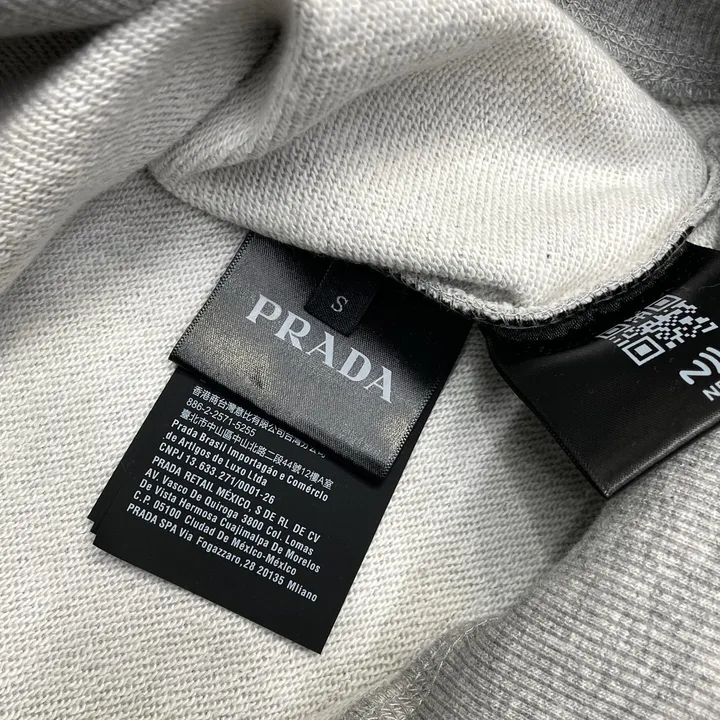 S
PRADA
香港商台灣意比有限公司台灣分公司
886-2-2571-5255
臺北市中山區中山北路二段44號12樓A室
Prada Brasil Importação e Comércio
de Artigos de Luxo Ltda
CNPJ 13.633.271/0001-26
PRADA RETAIL MEXICO, S DE RL DE CV
AV. Vasco De Quiroga 3800 Col. Lomas
De Vista Hermosa Cuajimalpa De Morelos
C.P. 05100 Ciudad De México-México
PRADA SPA Via Fogazzaro,28 20135 Milano